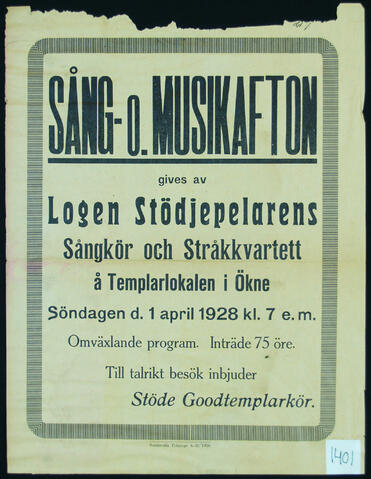 SÅNG- o. MUSIKAFTON
gives av
Logen Stödjepelarens
Sångkör och Stråkkvartett
å Templarlokalen i Ökne
Söndagen d. 1 april 1928 kl. 7 e. m.
Omväxlande program. Inträde 75 öre.
Till talrikt besök inbjuder
Stöde Goodtemplarkör.
1401